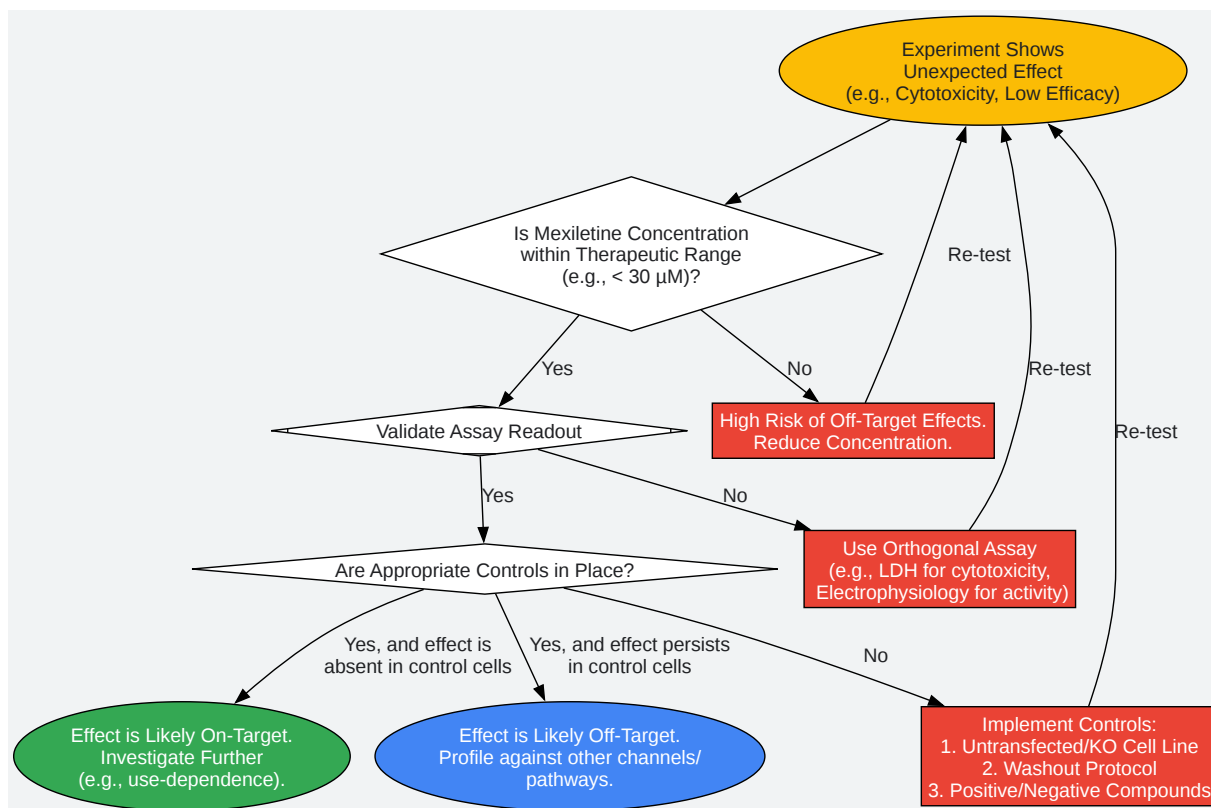 Experiment Shows
Unexpected Effect
(e.g., Cytotoxicity, Low Efficacy)
Is Mexiletine Concentration
within Therapeutic Range
(e.g., < 30 µM)?
Re-test
Yes
No
Re-test
High Risk of Off-Target Effects.
Reduce Concentration.
Validate Assay Readout
Re-test
Yes
No
Use Orthogonal Assay
(e.g., LDH for cytotoxicity,
Electrophysiology for activity)
Are Appropriate Controls in Place?
Yes, and effect is
absent in control cells
Yes, and effect persists
in control cells
No
Effect is Likely On-Target.
Investigate Further
(e.g., use-dependence).
Effect is Likely Off-Target.
Profile against other channels/
pathways.
Implement Controls:
1. Untransfected/KO Cell Line
2. Washout Protocol
3. Positive/Negative Compounds